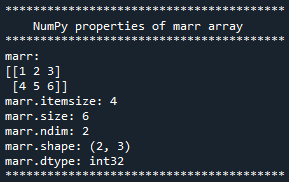 ****************************************
    NumPy properties of marr array
****************************************
marr:
[[1 2 3]
 [4 5 6]]
marr.itemsize: 4
marr.size: 6
marr.ndim: 2
marr.shape: (2, 3)
marr.dtype: int32
****************************************